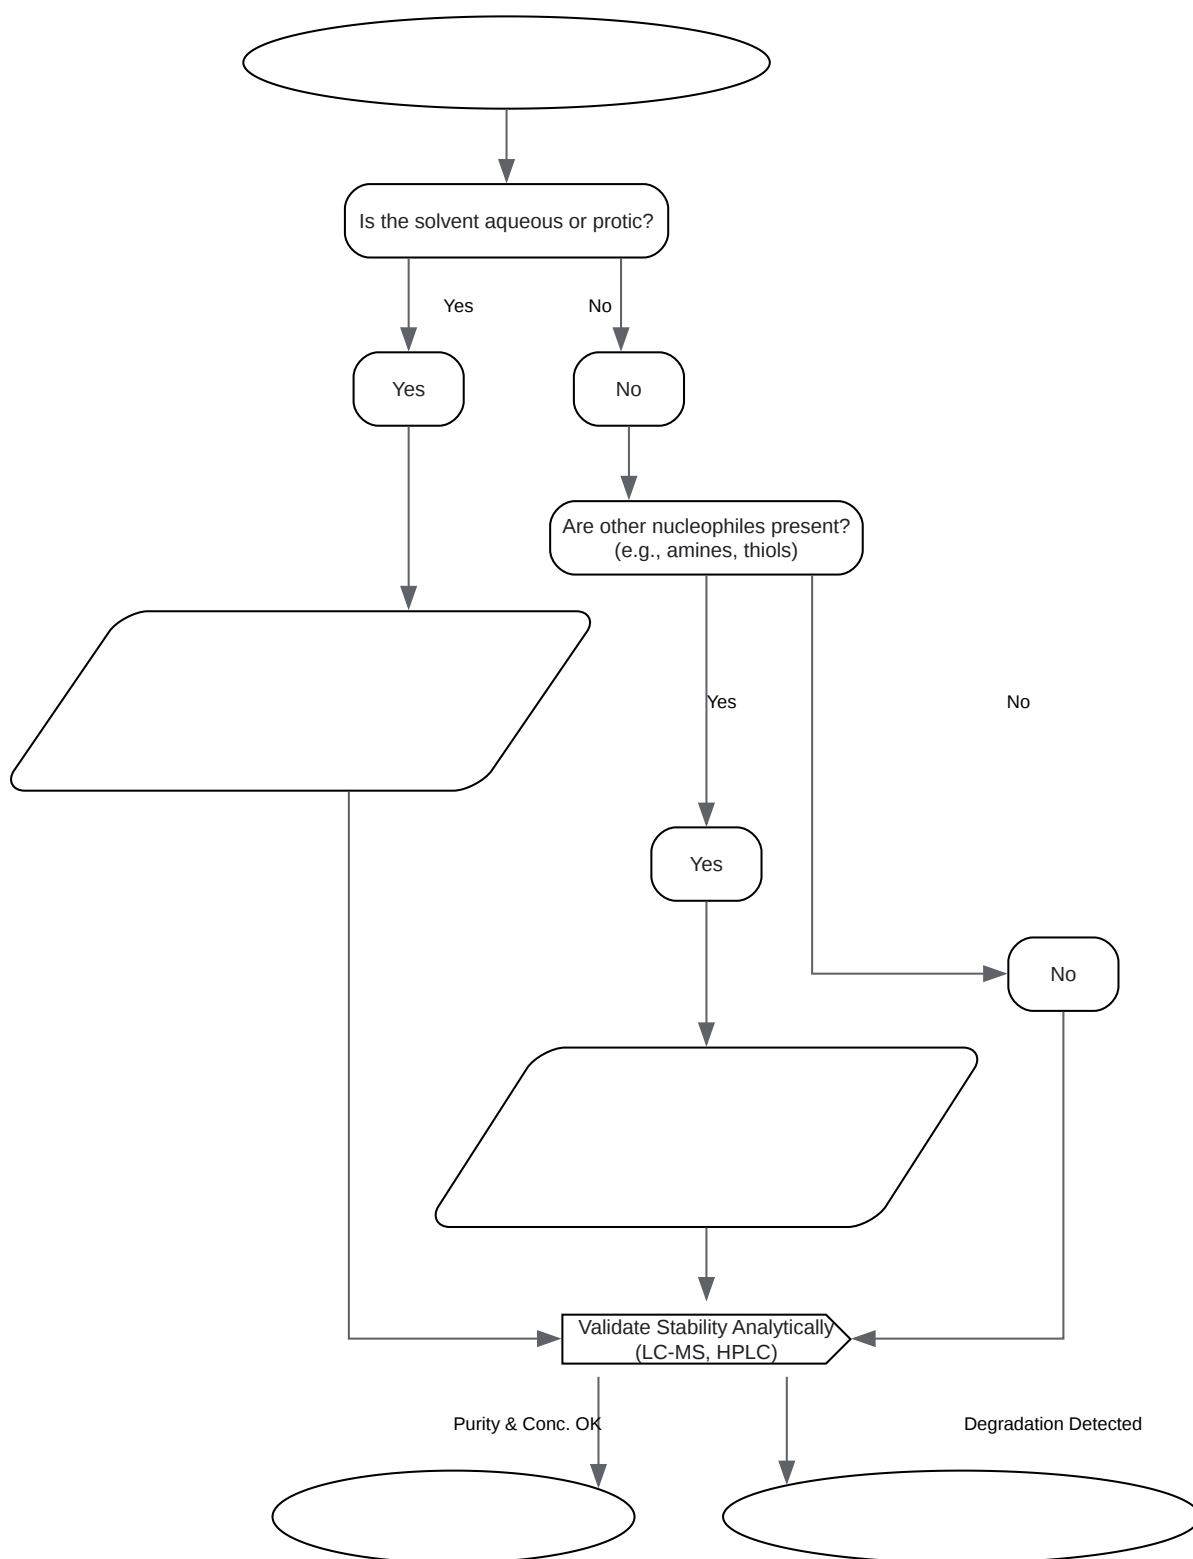 Is the solvent aqueous or protic?
Yes
No
Yes
No
Are other nucleophiles present?
(e.g., amines, thiols)
Yes
No
Yes
No
Validate Stability Analytically
(LC-MS, HPLC)
Purity & Conc. OK
Degradation Detected